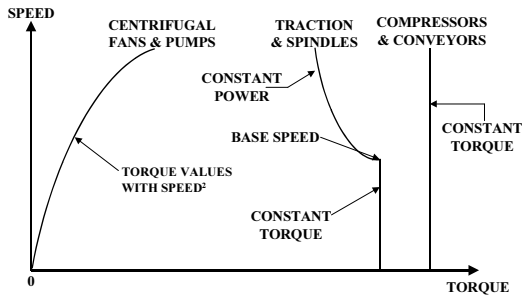 SPEED
CENTRIFUGAL
FANS & PUMPS
TRACTION
& SPINDLES
COMPRESSORS
& CONVEYORS
CONSTANT
POWER
CONSTANT
TORQUE
BASE SPEED
TORQUE VALUES
WITH SPEED²
CONSTANT
TORQUE
0
TORQUE